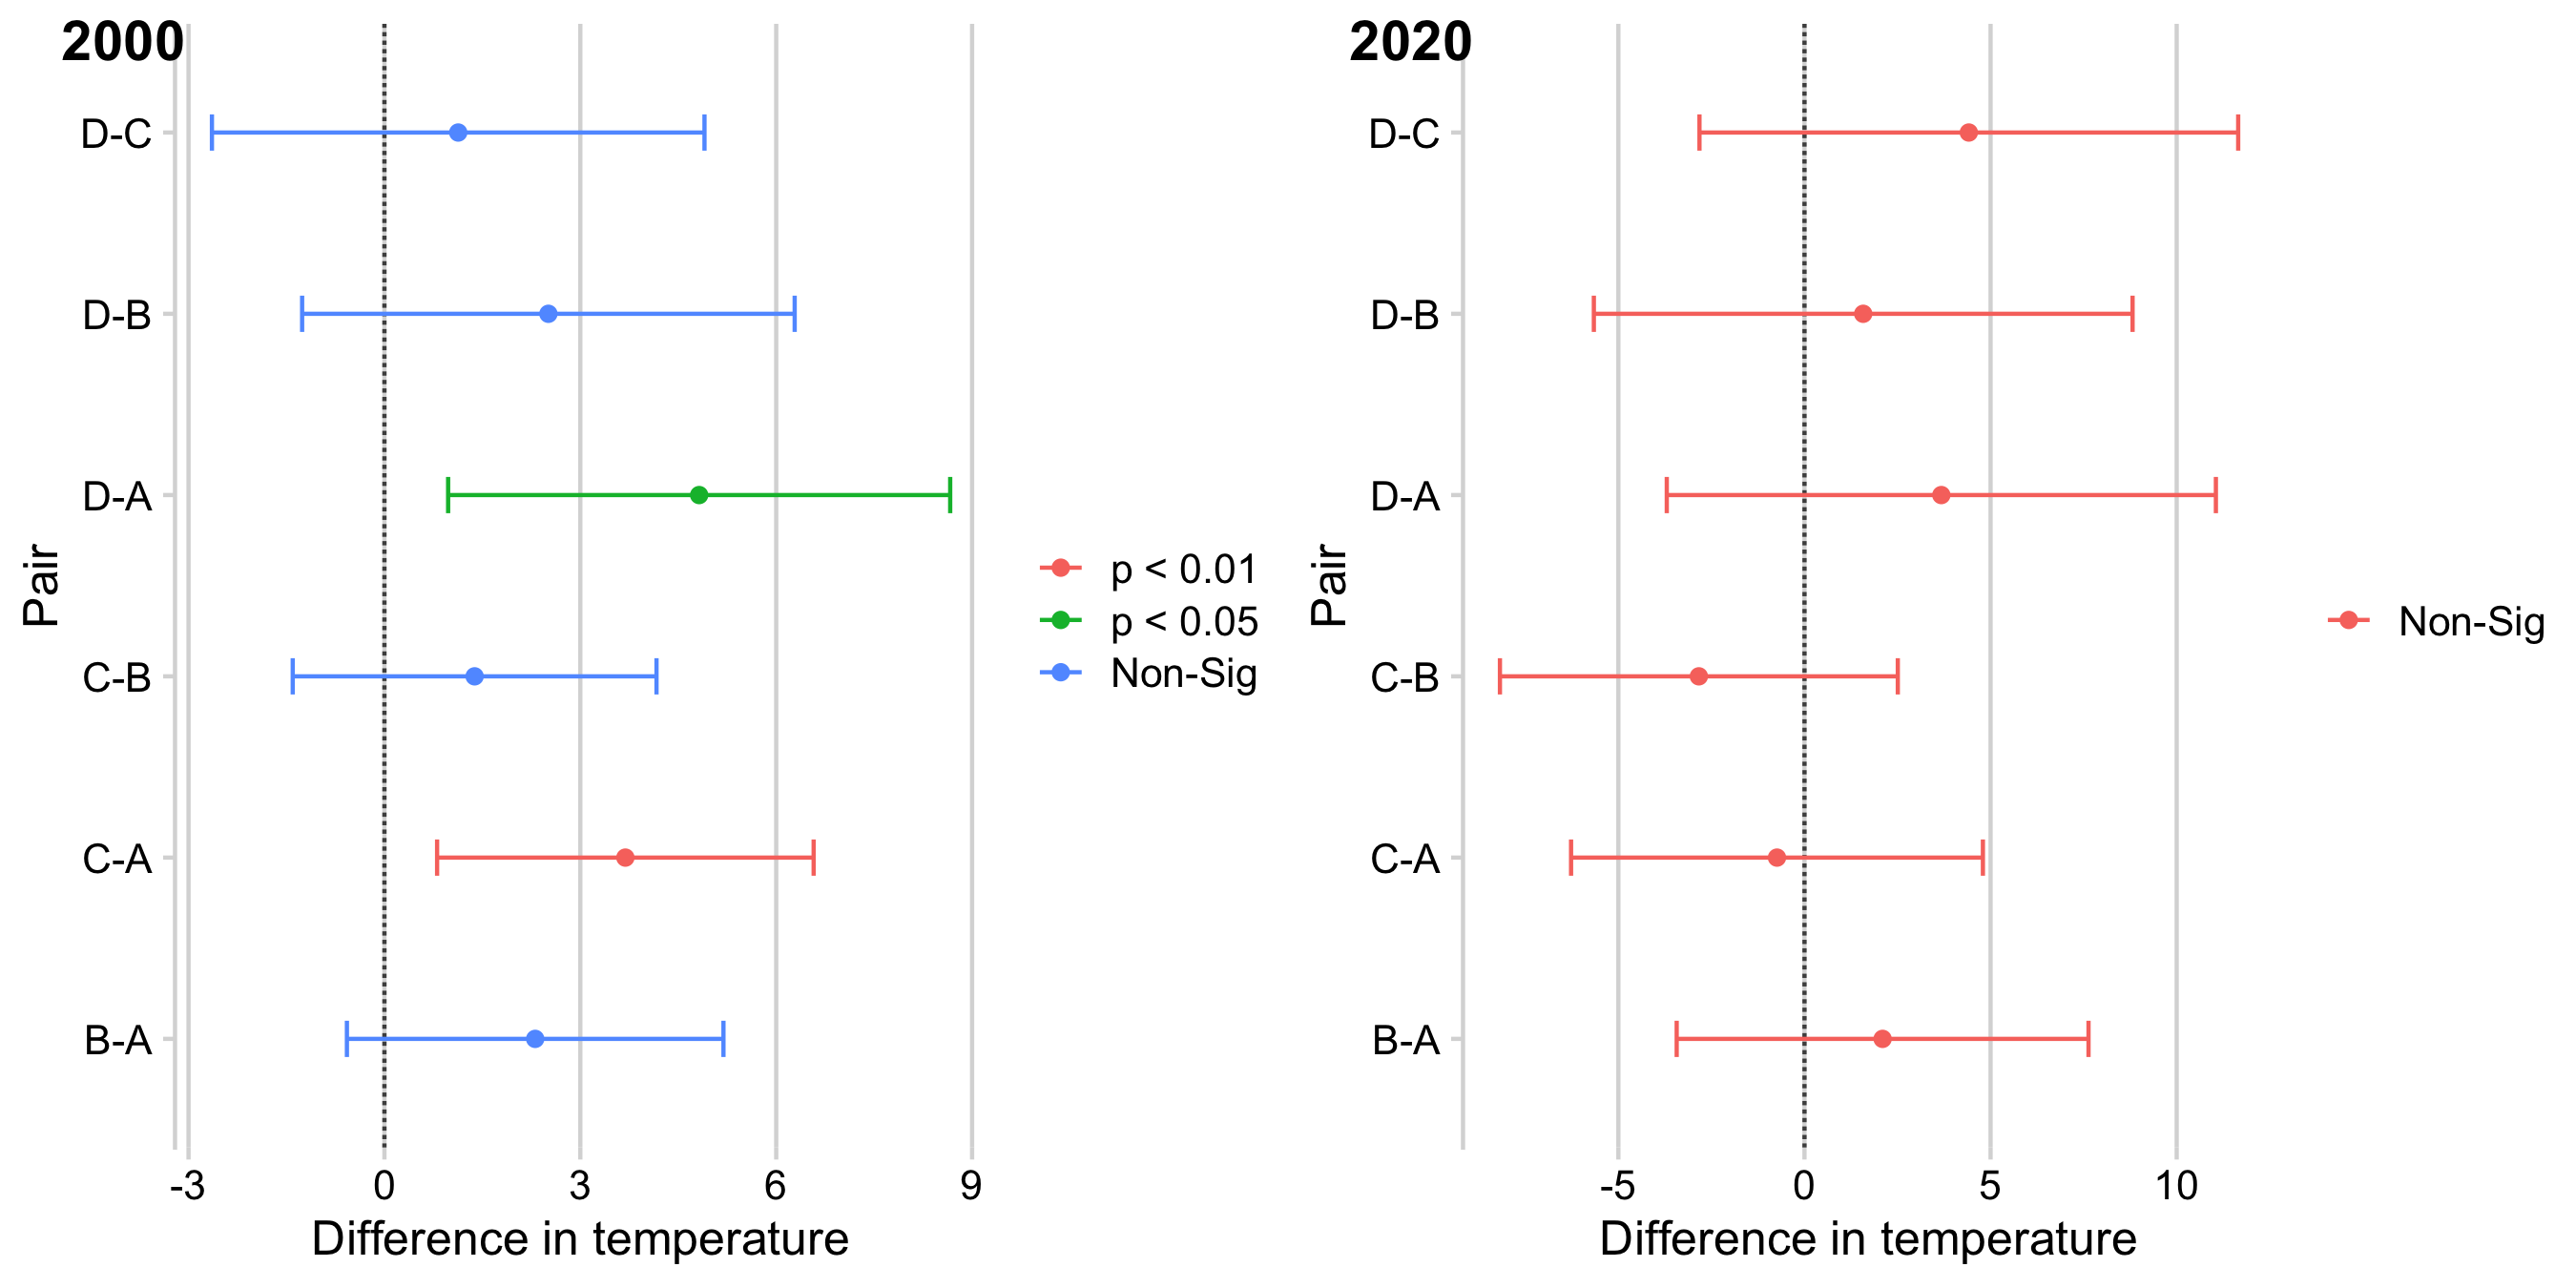 2000
D-C
D-B
D-A
C-B
C-A
B-A
Pair
-3 0 3 6 9
Difference in temperature
p < 0.01
p < 0.05
Non-Sig
2020
D-C
D-B
D-A
C-B
C-A
B-A
Pair
-5 0 5 10
Difference in temperature
Non-Sig